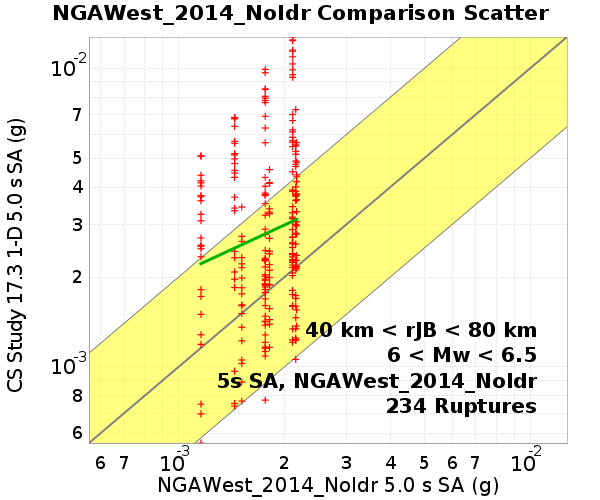 NGAWest_2014_NoIdr Comparison Scatter
CS Study 17.3 1-D 5.0 s SA (g)
10-2
7
5
4
3
2
10-3
8
6
40 km < rJB < 80 km
6 < Mw < 6.5
5s SA, NGAWest_2014_NoIdr
234 Ruptures
6 7 10-3 2 3 4 5 6 7 10-2
NGAWest_2014_NoIdr 5.0 s SA (g)